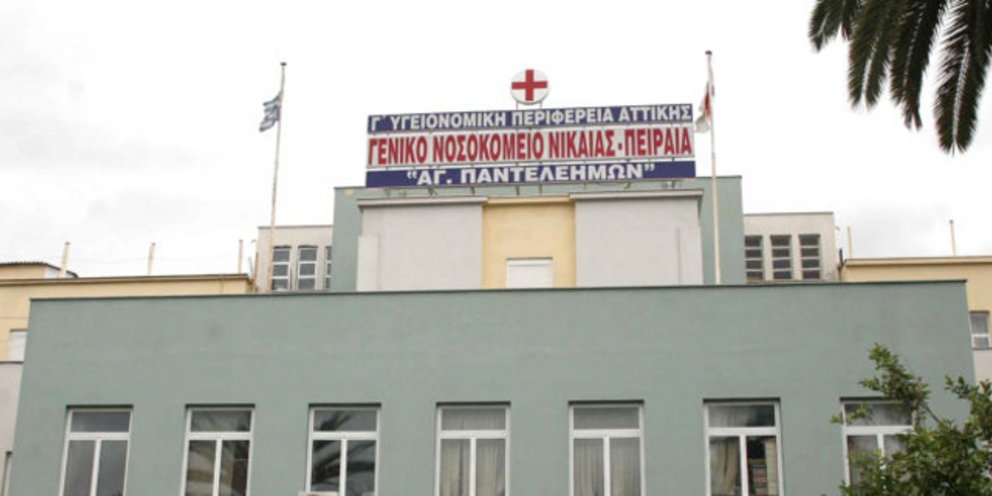 Γ΄ ΥΓΕΙΟΝΟΜΙΚΗ ΠΕΡΙΦΕΡΕΙΑ ΑΤΤΙΚΗΣ
ΓΕΝΙΚΟ ΝΟΣΟΚΟΜΕΙΟ ΝΙΚΑΙΑΣ-ΠΕΙΡΑΙΑ
"ΑΓ. ΠΑΝΤΕΛΕΗΜΩΝ"